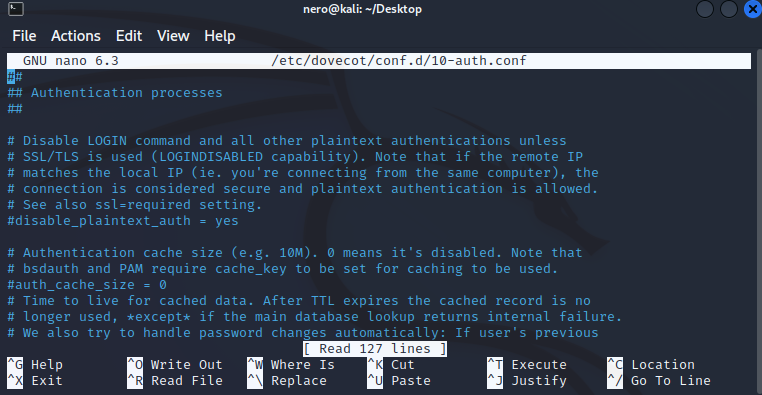 nero@kali: ~/Desktop
File Actions Edit View Help
GNU nano 6.3 /etc/dovecot/conf.d/10-auth.conf
##
## Authentication processes
##
# Disable LOGIN command and all other plaintext authentications unless
# SSL/TLS is used (LOGINDISABLED capability). Note that if the remote IP
# matches the local IP (ie. you're connecting from the same computer), the
# connection is considered secure and plaintext authentication is allowed.
# See also ssl=required setting.
#disable_plaintext_auth = yes
# Authentication cache size (e.g. 10M). 0 means it's disabled. Note that
# bsdauth and PAM require cache_key to be set for caching to be used.
#auth_cache_size = 0
# Time to live for cached data. After TTL expires the cached record is no
# longer used, *except* if the main database lookup returns internal failure.
# We also try to handle password changes automatically: If user's previous
[ Read 127 lines ]
^G Help ^O Write Out ^W Where Is ^K Cut ^T Execute ^C Location
^X Exit ^R Read File ^\ Replace ^U Paste ^J Justify ^/ Go To Line